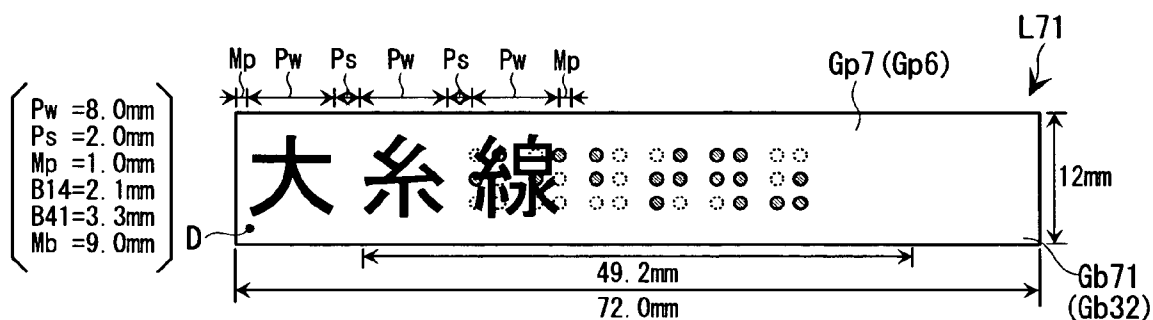 L71
Mp Pw Ps Pw Ps Pw Mp
Gp7(Gp6)
Pw =8.0mm
Ps =2.0mm
Mp =1.0mm
B14=2.1mm
B41=3.3mm
Mb =9.0mm
大糸線
12mm
D
49.2mm
72.0mm
Gb71
(Gb32)